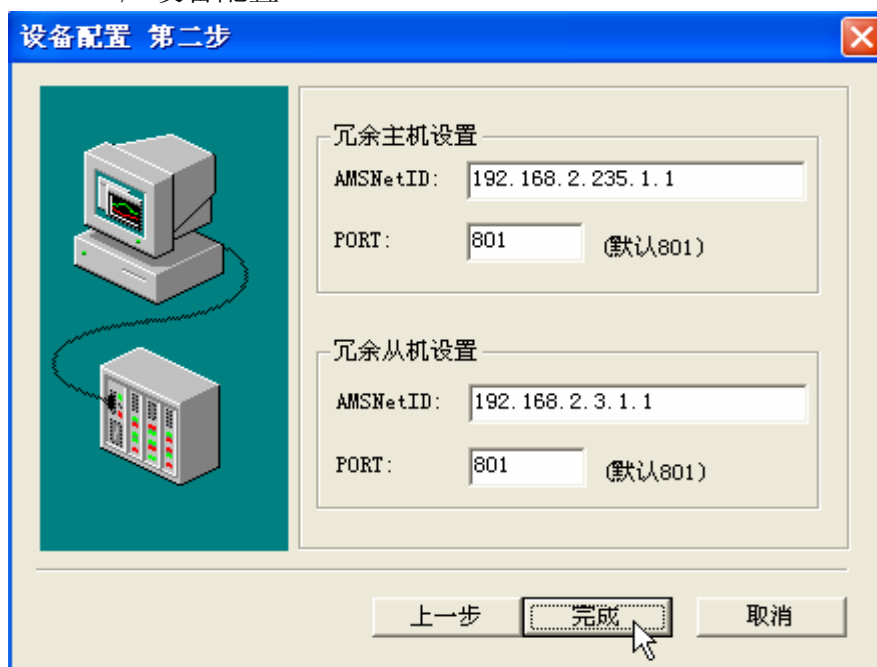 设备配置 第二步
冗余主机设置
AMSNetID: 192.168.2.235.1.1
PORT: 801 (默认801)
冗余从机设置
AMSNetID: 192.168.2.3.1.1
PORT: 801 (默认801)
上一步 完成 取消